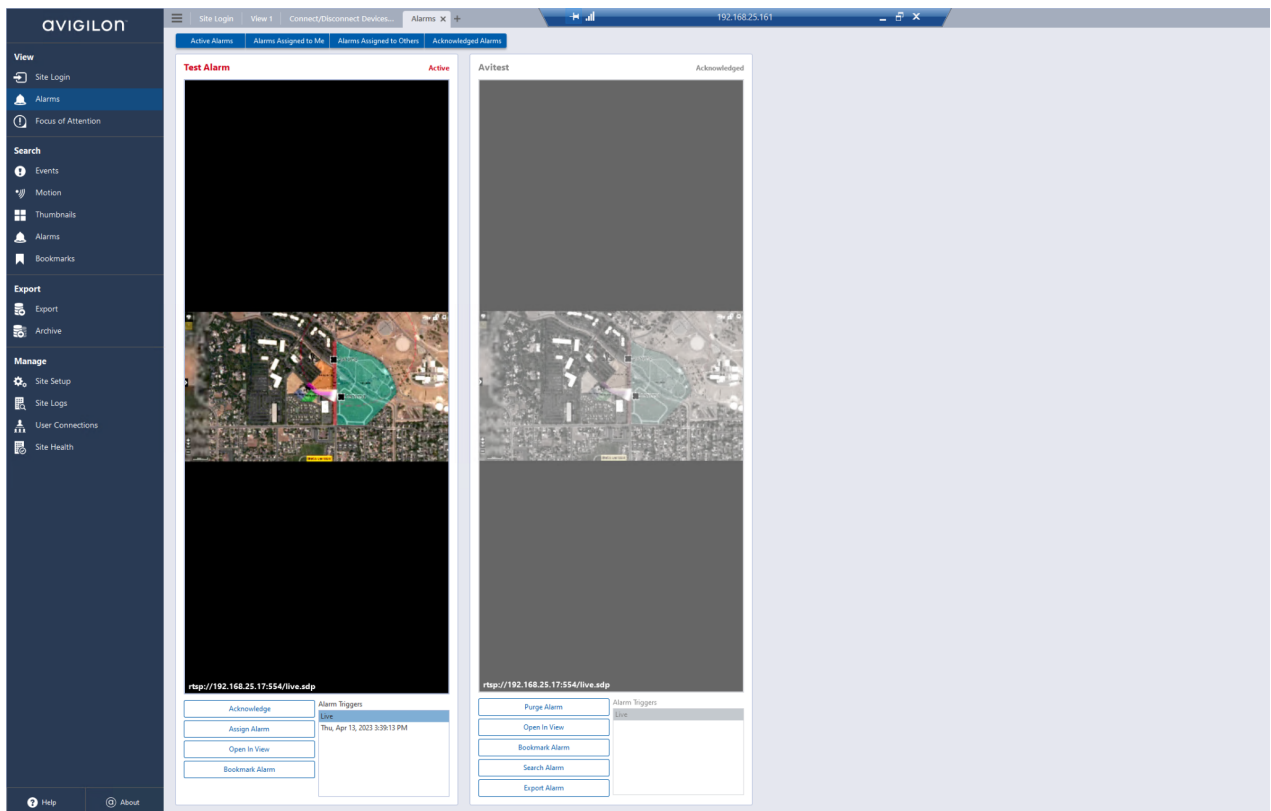 avigilon
Site Login View 1 Connect/Disconnect Devices... Alarms
192.168.25.161
Active Alarms Alarms Assigned to Me Alarms Assigned to Others Acknowledged Alarms
View
Site Login
Alarms
Focus of Attention
Search
Events
Motion
Thumbnails
Alarms
Bookmarks
Export
Export
Archive
Manage
Site Setup
Site Logs
User Connections
Site Health
Help About
Test Alarm Active
rtsp://192.168.25.17:554/live.sdp
Acknowledge
Assign Alarm
Open In View
Bookmark Alarm
Alarm Triggers
Live
Thu, Apr 13, 2023 3:39:13 PM
Avitest Acknowledged
rtsp://192.168.25.17:554/live.sdp
Purge Alarm
Open In View
Bookmark Alarm
Search Alarm
Export Alarm
Alarm Triggers
Live